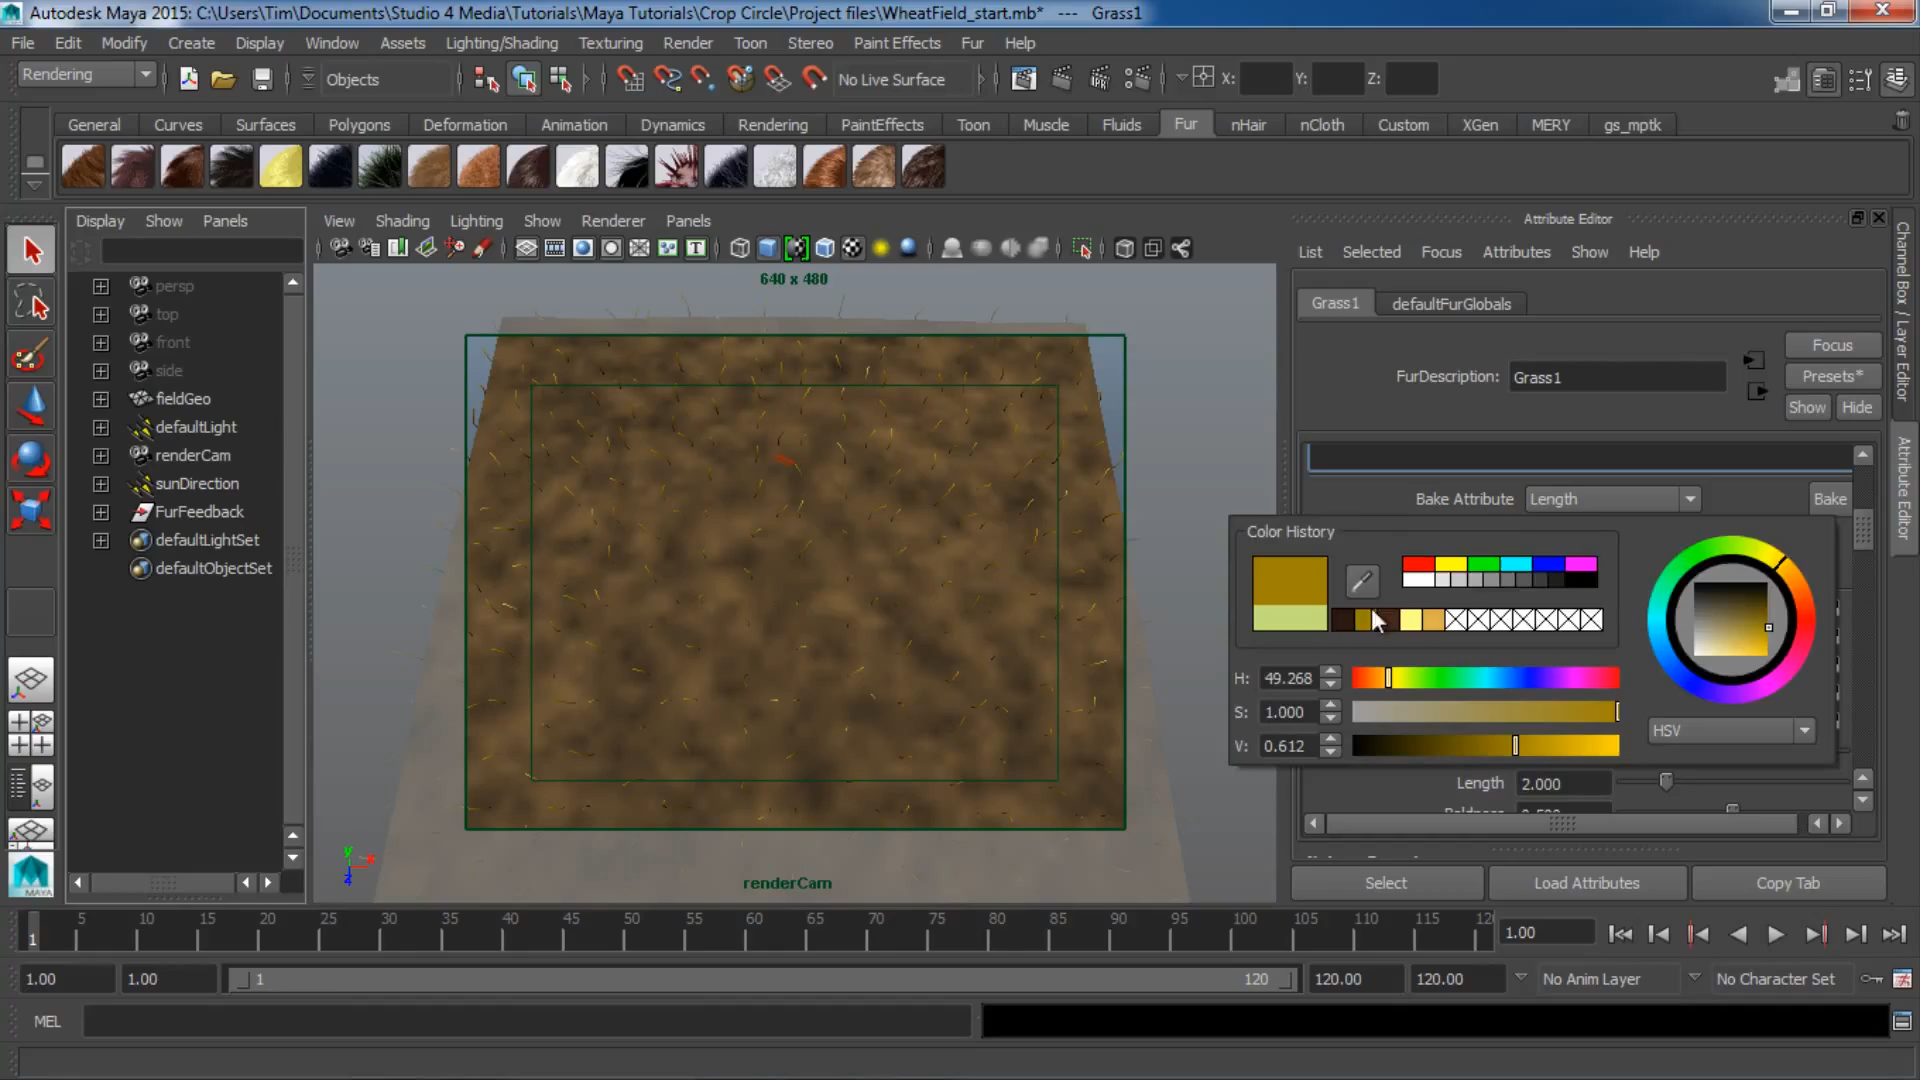 Autodesk Maya 2015: C:\Users\Tim\Documents\Studio 4 Media\Tutorials\Maya Tutorials\Crop Circle\Project files\WheatField_start.mb* --- Grass1
File Edit Modify Create Display Window Assets Lighting/Shading Texturing Render Toon Stereo Paint Effects Fur Help
Rendering Objects No Live Surface X: Y: Z:
General Curves Surfaces Polygons Deformation Animation Dynamics Rendering PaintEffects Toon Muscle Fluids Fur nHair nCloth Custom XGen MERY gs_mptk
Display Show Panels
View Shading Lighting Show Renderer Panels
Attribute Editor
List Selected Focus Attributes Show Help
640 x 480
persp
top
front
side
fieldGeo
defaultLight
renderCam
sunDirection
FurFeedback
defaultLightSet
defaultObjectSet
Grass1 defaultFurGlobals
Focus
FurDescription: Grass1
Presets*
Show Hide
Bake Attribute Length Bake
Color History
H: 49.268
S: 1.000
V: 0.612
HSV
Length 2.000
Select Load Attributes Copy Tab
Channel Box / Layer Editor
Attribute Editor
T
y
x
z
renderCam
MAYA
5 10 15 20 25 30 35 40 45 50 55 60 65 70 75 80 85 90 95 100 105 110 115
1
1.00
1.00 1.00 1 120 120.00 120.00 No Anim Layer No Character Set
MEL